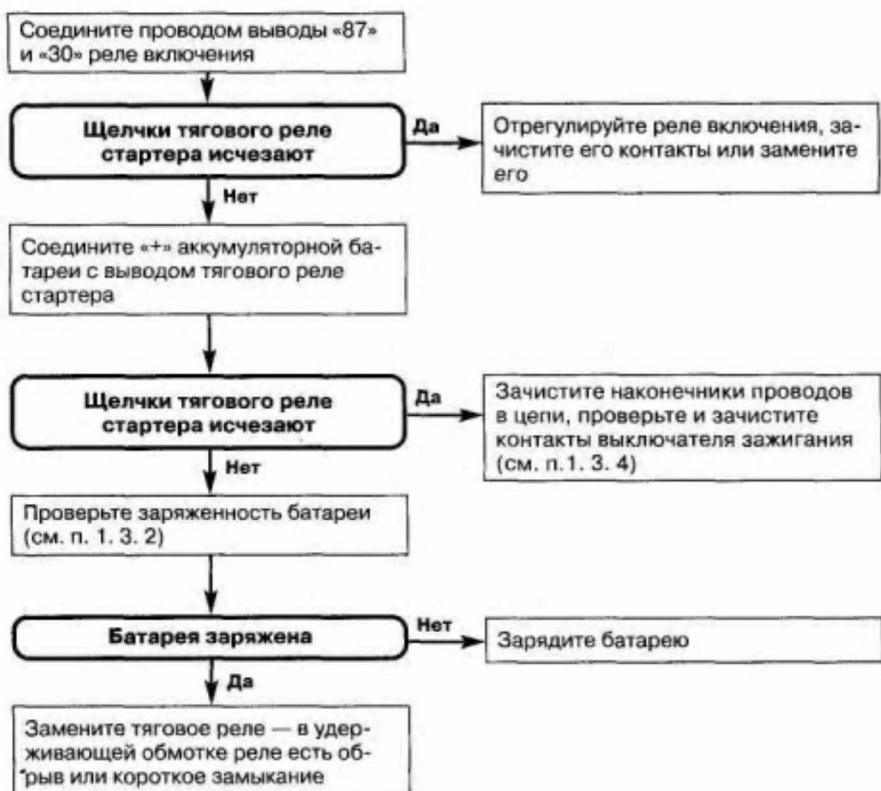 Соедините проводом выводы «87»
и «30» реле включения
Щелчки тягового реле
стартера исчезают
Да
Отрегулируйте реле включения, за-
чистите его контакты или замените
его
Нет
Соедините «+» аккумуляторной ба-
тареи с выводом тягового реле
стартера
Щелчки тягового реле
стартера исчезают
Да
Зачистите наконечники проводов
в цепи, проверьте и зачистите
контакты выключателя зажигания
(см. п.1. 3. 4)
Нет
Проверьте заряженность батареи
(см. п. 1. 3. 2)
Батарея заряжена
Нет
Зарядите батарею
Да
Замените тяговое реле — в удер-
живающей обмотке реле есть об-
рыв или короткое замыкание